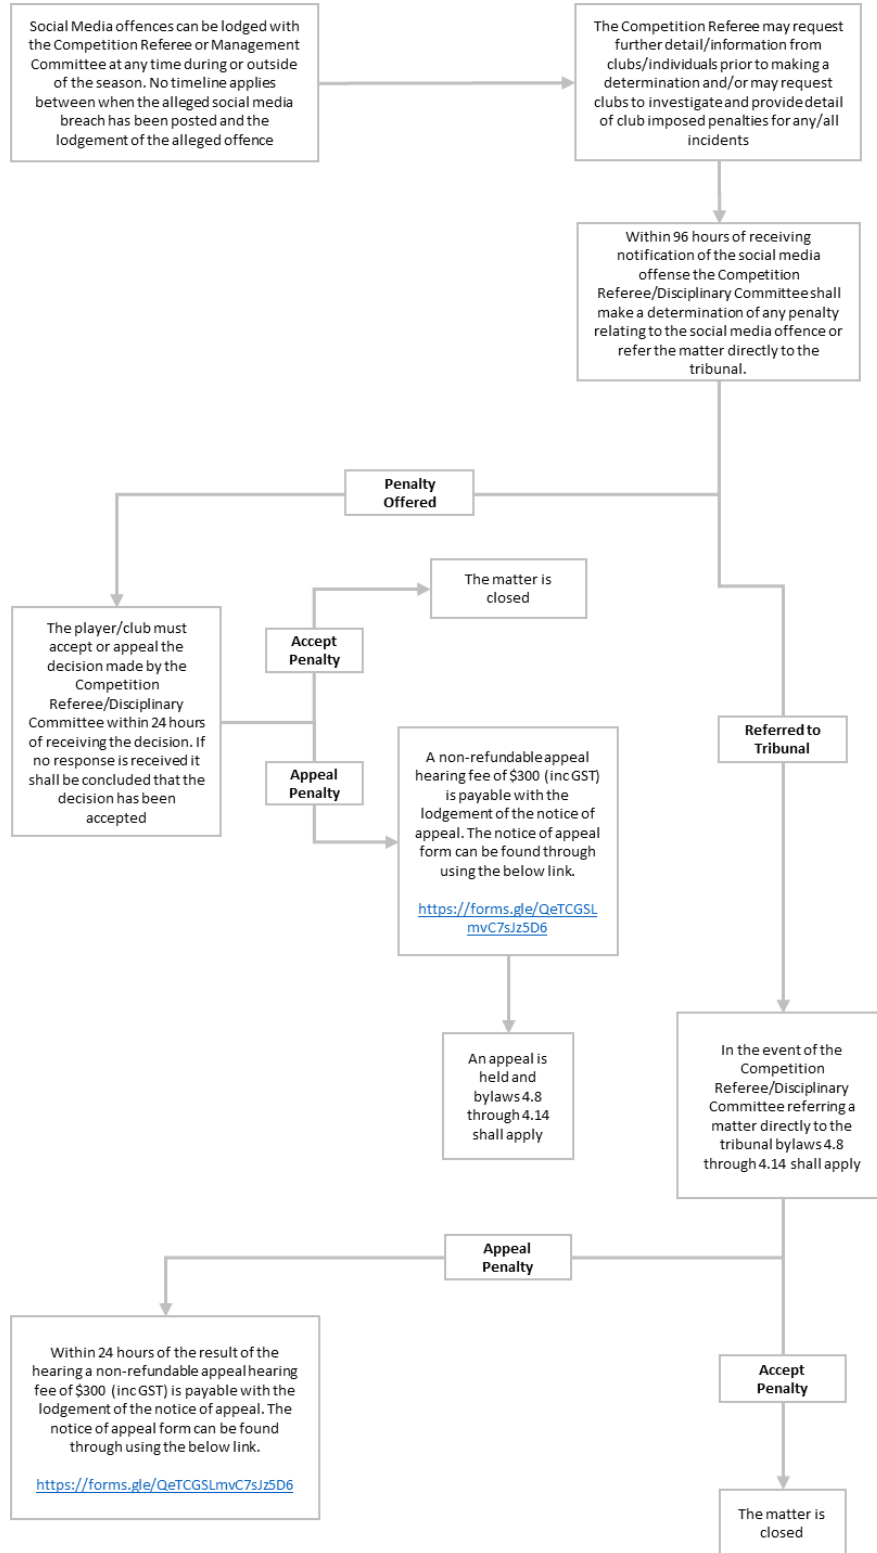 Social Media offences can be lodged with
the Competition Referee or Management
Committee at any time during or outside
of the season. No timeline applies
between when the alleged social media
breach has been posted and the
lodgement of the alleged offence
The Competition Referee may request
further detail/information from
clubs/individuals prior to making a
determination and/or may request
clubs to investigate and provide detail
of club imposed penalties for any/all
incidents
Within 96 hours of receiving
notification of the social media
offense the Competition
Referee/Disciplinary Committee shall
make a determination of any penalty
relating to the social media offence or
refer the matter directly to the
tribunal.
Penalty
Offered
The matter is
closed
The player/club must
accept or appeal the
decision made by the
Competition
Referee/Disciplinary
Committee within 24 hours
of receiving the decision. If
no response is received it
shall be concluded that the
decision has been
accepted
Accept
Penalty
Appeal
Penalty
A non-refundable appeal
hearing fee of $300 (inc GST)
is payable with the
lodgement of the notice of
appeal. The notice of appeal
form can be found through
using the below link.
https://forms.gle/QeTCGSL
mvC7sJz5D6
Referred to
Tribunal
An appeal is
held and
bylaws 4.8
through 4.14
shall apply
In the event of the
Competition
Referee/Disciplinary
Committee referring a
matter directly to the
tribunal bylaws 4.8
through 4.14 shall apply
Appeal
Penalty
Within 24 hours of the result of the
hearing a non-refundable appeal hearing
fee of $300 (inc GST) is payable with the
lodgement of the notice of appeal. The
notice of appeal form can be found
through using the below link.
https://forms.gle/QeTCGSLmvC7sJz5D6
Accept
Penalty
The matter is
closed